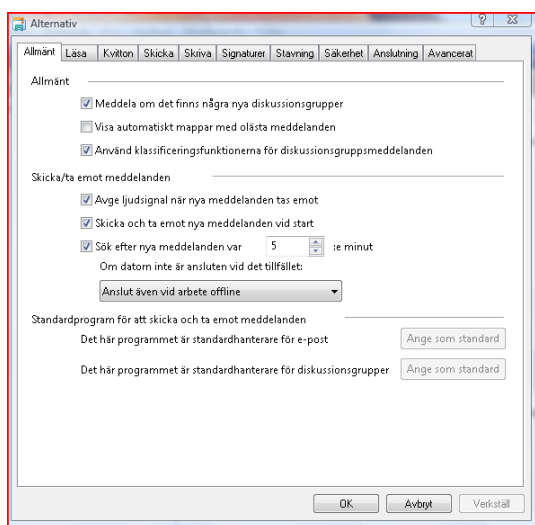 Alternativ
Allmänt Läsa Kvitton Skicka Skriva Signaturer Stavning Säkerhet Anslutning Avancerat
Allmänt
Meddela om det finns några nya diskussionsgrupper
Visa automatiskt mappar med olästa meddelanden
Använd klassificeringsfunktionerna för diskussionsgruppsmeddelanden
Skicka/ta emot meddelanden
Avge ljudsignal när nya meddelanden tas emot
Skicka och ta emot nya meddelanden vid start
Sök efter nya meddelanden var 5 :e minut
Om datorn inte är ansluten vid det tillfället:
Anslut även vid arbete offline
Standardprogram för att skicka och ta emot meddelanden
Det här programmet är standardhanterare för e-post Ange som standard
Det här programmet är standardhanterare för diskussionsgrupper Ange som standard
OK Avbryt Verkställ